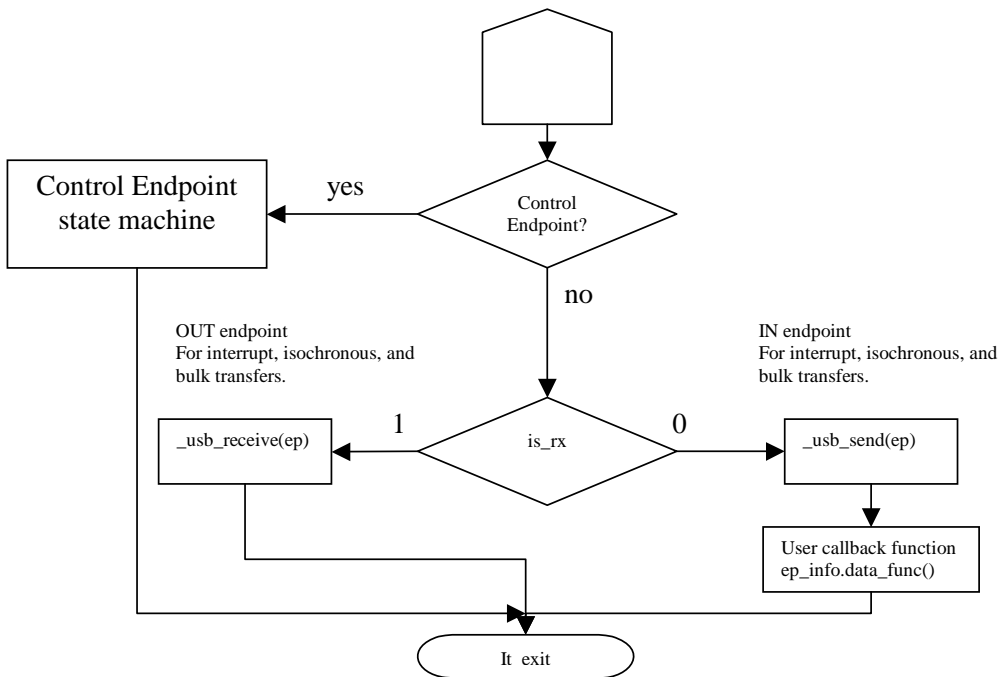 Control Endpoint
state machine
yes
Control
Endpoint?
no
OUT endpoint
For interrupt, isochronous, and
bulk transfers.
IN endpoint
For interrupt, isochronous, and
bulk transfers.
_usb_receive(ep)
1
is_rx
0
_usb_send(ep)
User callback function
ep_info.data_func()
It exit